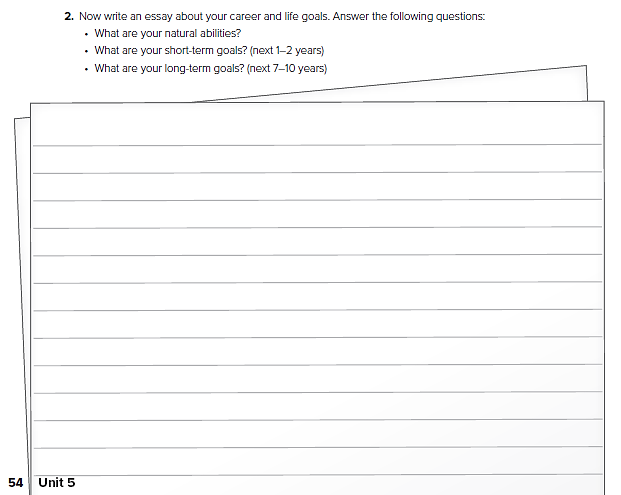 2. Now write an essay about your career and life goals. Answer the following questions:
• What are your natural abilities?
• What are your short-term goals? (next 1–2 years)
• What are your long-term goals? (next 7–10 years)
54 Unit 5